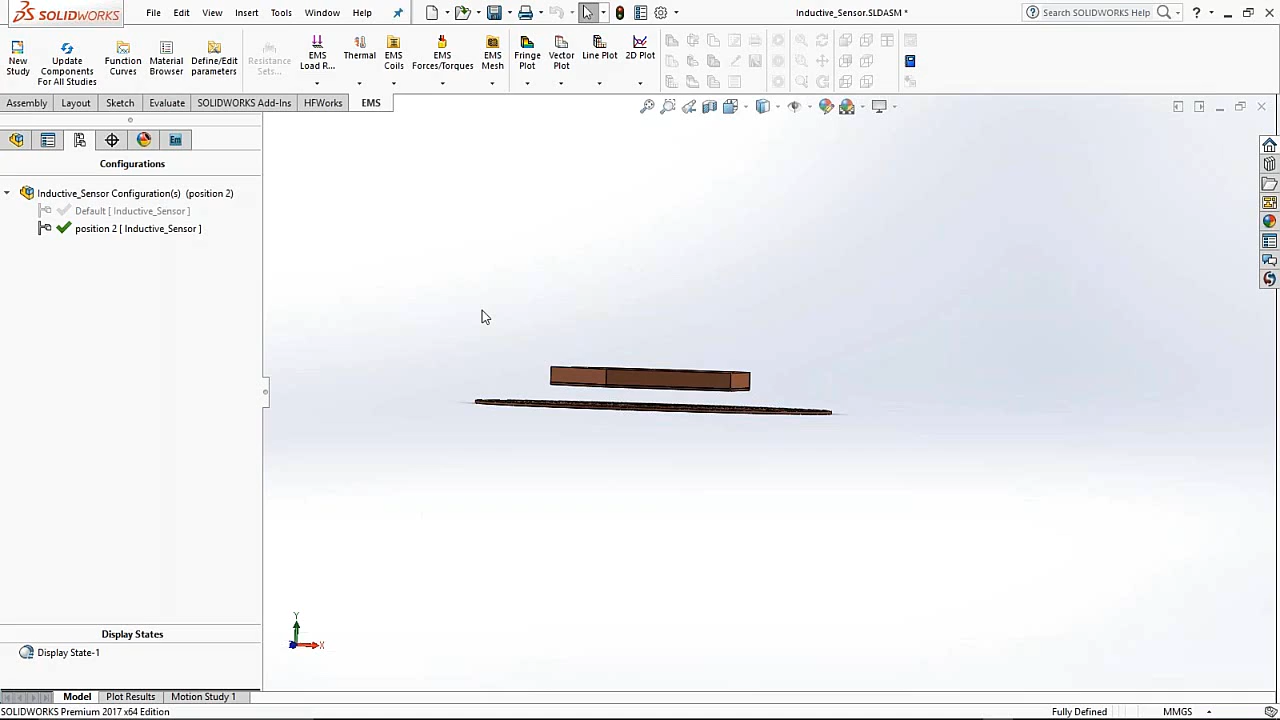 SOLIDWORKS
File Edit View Insert Tools Window Help
Inductive_Sensor.SLDASM *
Search SOLIDWORKS Help
New Study
Update Components For All Studies
Function Curves
Material Browser
Define/Edit parameters
Resistance Sets...
EMS Load R...
Thermal
EMS Coils
EMS Forces/Torques
EMS Mesh
Fringe Plot
Vector Plot
Line Plot
2D Plot
Assembly Layout Sketch Evaluate SOLIDWORKS Add-Ins HFWorks EMS
Configurations
Inductive_Sensor Configuration(s) (position 2)
Default [ Inductive_Sensor ]
position 2 [ Inductive_Sensor ]
Y
X
Display States
Display State-1
Model Plot Results Motion Study 1
SOLIDWORKS Premium 2017 x64 Edition
Fully Defined
MMGS